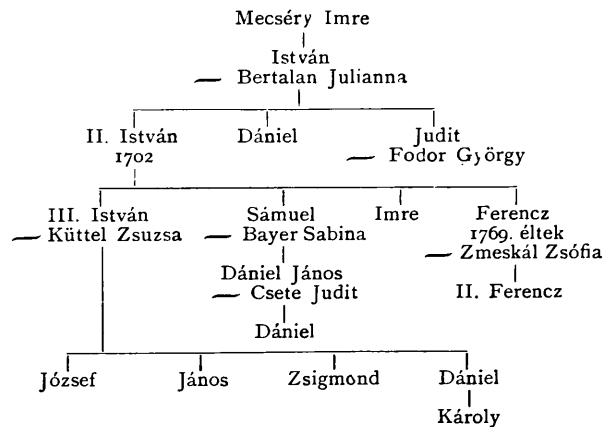 Mecséry Imre
István
— Bertalan Julianna
II. István Dániel Judit
1702 — Fodor György
III. István Sámuel Imre Ferencz
— Küttel Zsuzsa — Bayer Sabina 1769. éltek
— Zmeskál Zsófia
Dániel János II. Ferencz
— Csete Judit
Dániel
József János Zsigmond Dániel
Károly